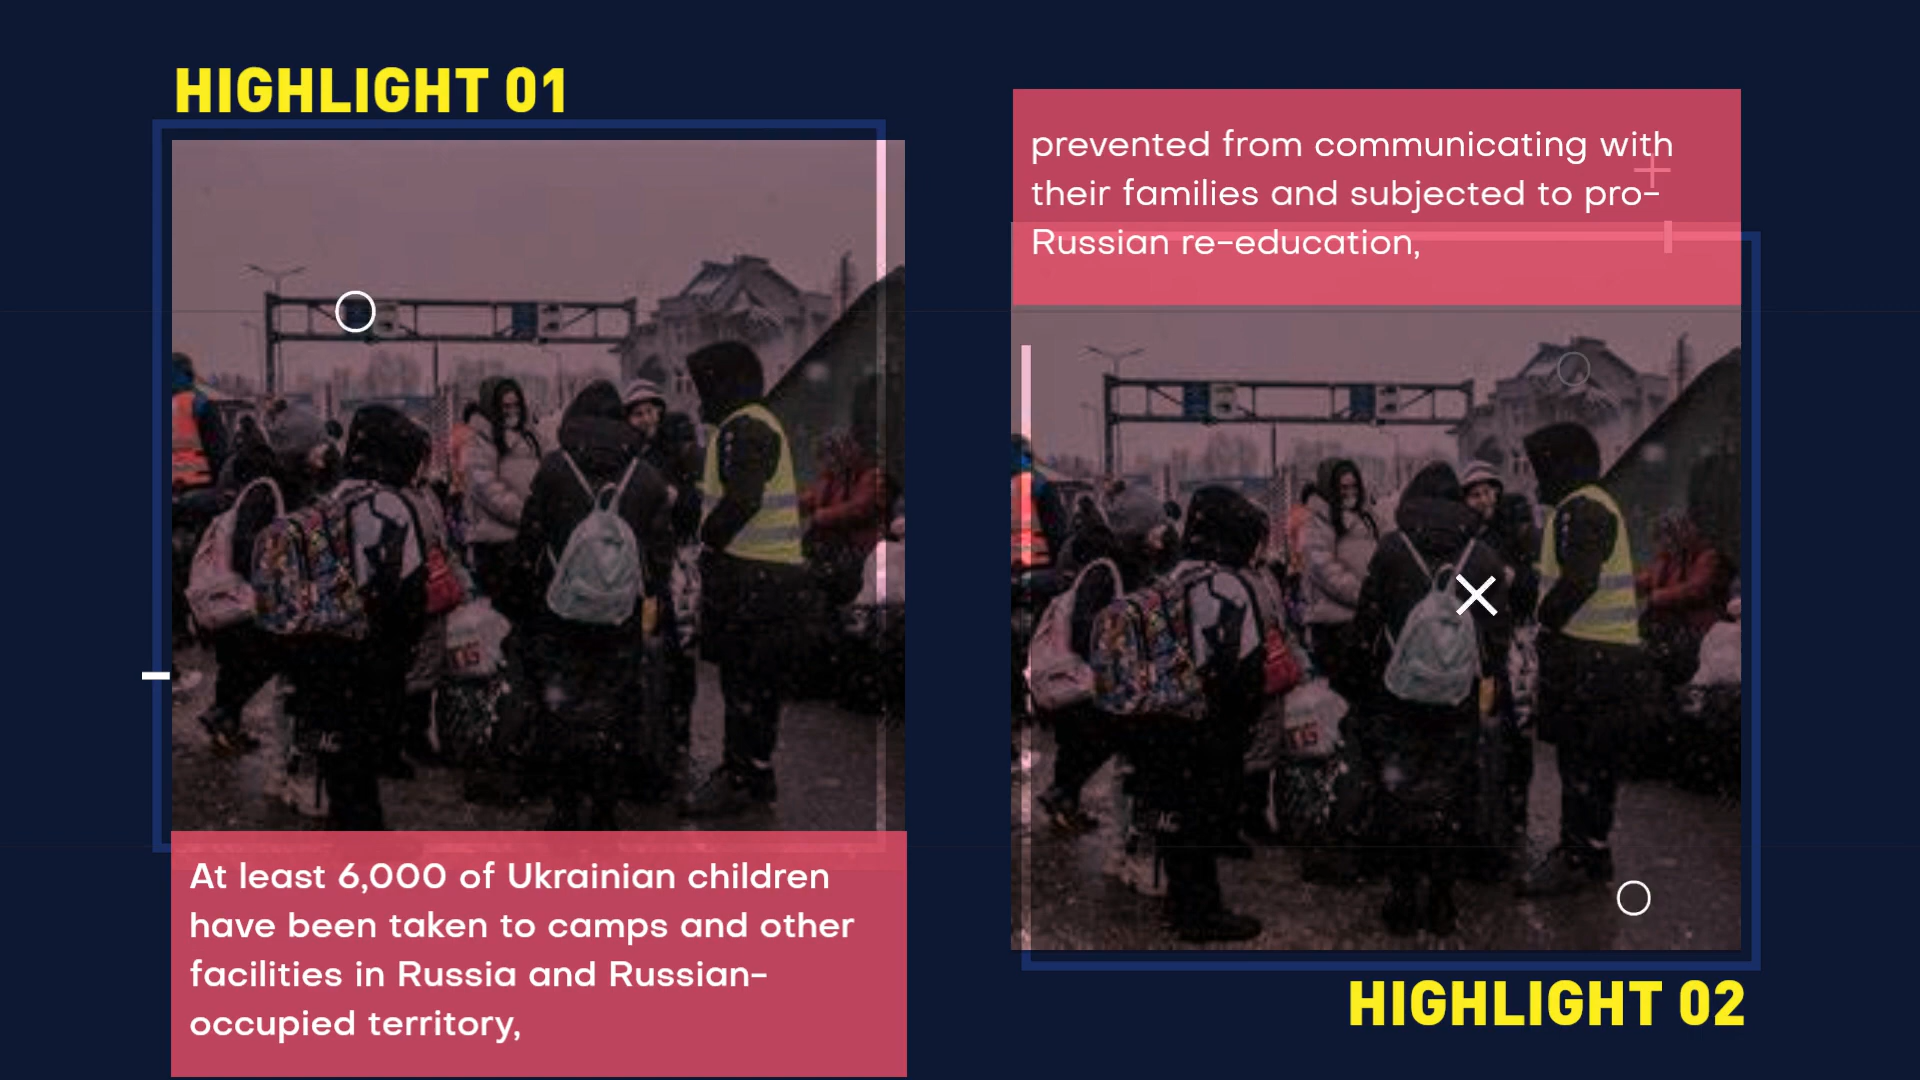 HIGHLIGHT 01
At least 6,000 of Ukrainian children
have been taken to camps and other
facilities in Russia and Russian-
occupied territory,
prevented from communicating with
their families and subjected to pro-
Russian re-education,
HIGHLIGHT 02